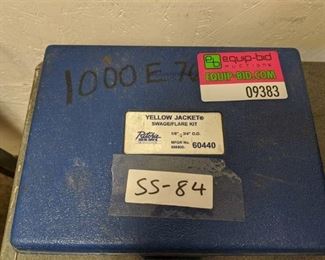 1000 E 76
equip-bid
AUCTIONS
EQUIP-BID.COM
09383
YELLOW JACKET®
SWAGE/FLARE KIT
Ritchie
1/8" - 3/4" O.D.
MFGR No. 60440
SS-84